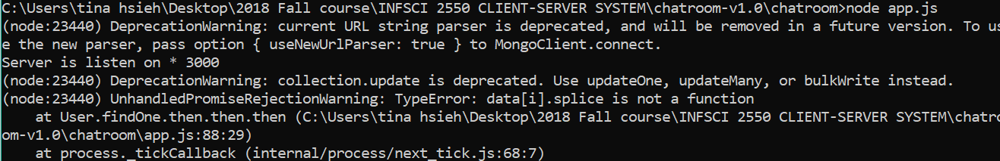 C:\Users\tina hsieh\Desktop\2018 Fall course\INFSCI 2550 CLIENT-SERVER SYSTEM\chatroom-v1.0\chatroom>node app.js
(node:23440) DeprecationWarning: current URL string parser is deprecated, and will be removed in a future version. To us
e the new parser, pass option { useNewUrlParser: true } to MongoClient.connect.
Server is listen on * 3000
(node:23440) DeprecationWarning: collection.update is deprecated. Use updateOne, updateMany, or bulkWrite instead.
(node:23440) UnhandledPromiseRejectionWarning: TypeError: data[i].splice is not a function
    at User.findOne.then.then.then (C:\Users\tina hsieh\Desktop\2018 Fall course\INFSCI 2550 CLIENT-SERVER SYSTEM\chatro
om-v1.0\chatroom\app.js:88:29)
    at process._tickCallback (internal/process/next_tick.js:68:7)